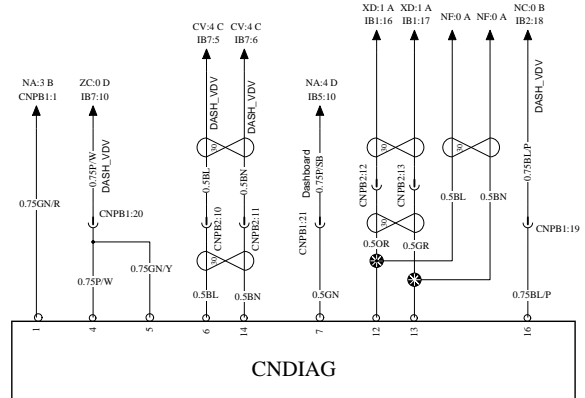 XD:1 A
IB1:16
XD:1 A
IB1:17
NF:0 A
NF:0 A
NC:0 B
IB2:18
CV:4 C
IB7:5
CV:4 C
IB7:6
NA:3 B
CNPB1:1
ZC:0 D
IB7:10
NA:4 D
IB5:10
DASH_VDV
DASH_VDV
DASH_VDV
DASH_VDV
0.75P/W
30
Dashboard
0.75P/SB
30
0.75BL/P
0.5BL
0.5BN
CNPB2:12
CNPB2:13
0.75GN/R
0.5BL
0.5BN
CNPB1:20
CNPB2:10
CNPB2:11
CNPB1:21
30
CNPB1:19
0.5OR
0.5GR
30
0.75P/W
0.75GN/Y
0.5BL
0.5BN
0.5GN
0.75BL/P
1
4
5
6
14
7
12
13
16
CNDIAG